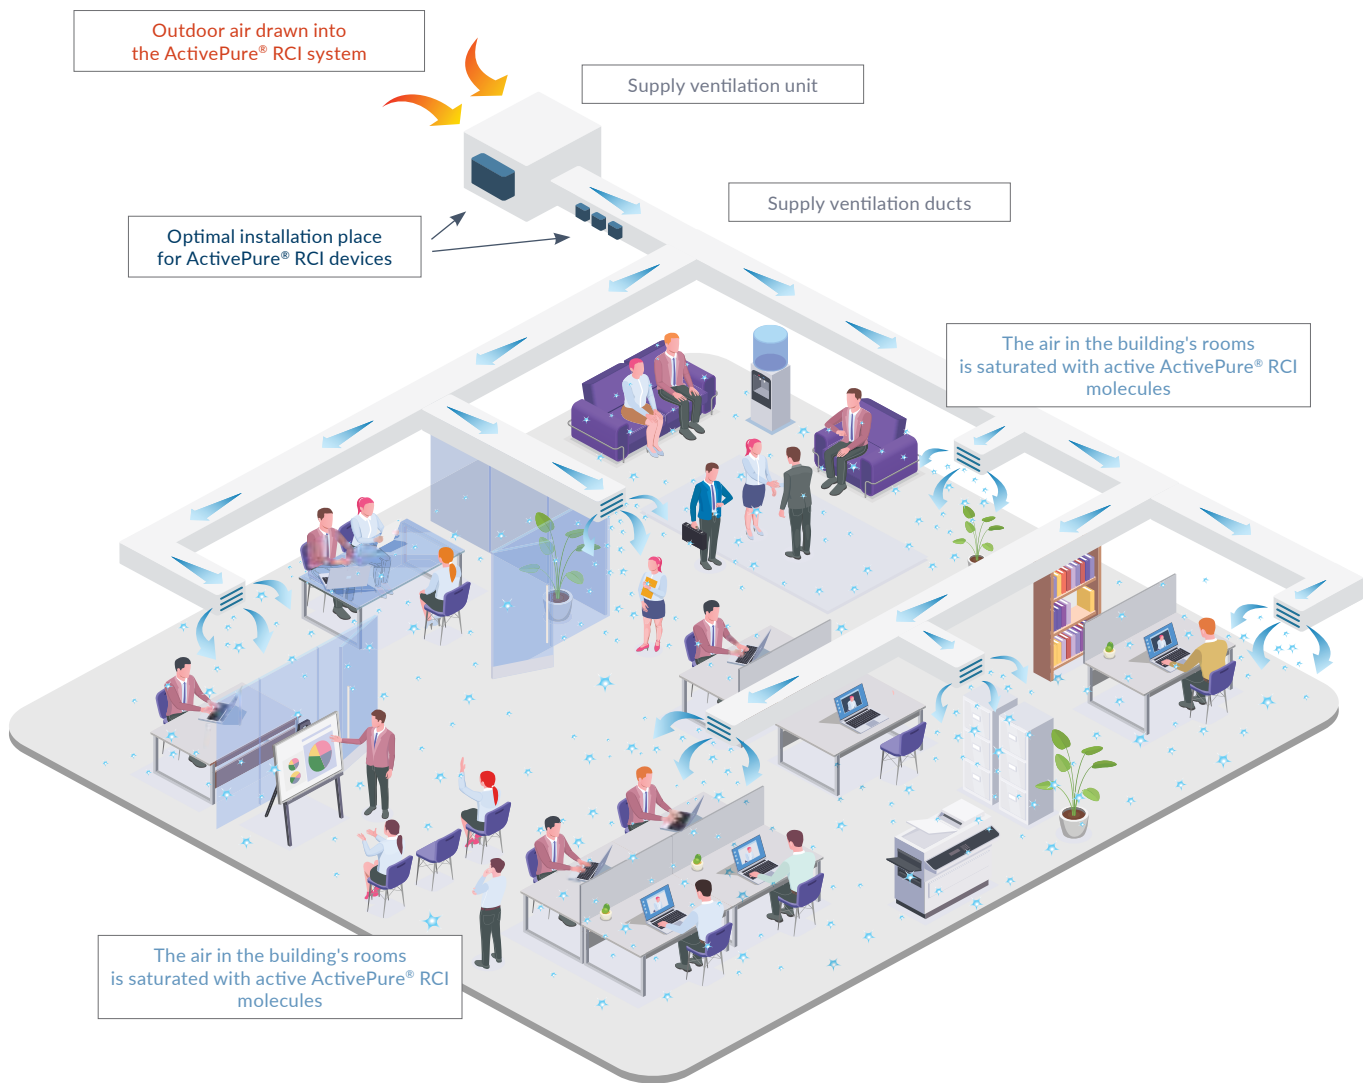 Outdoor air drawn into
the ActivePure® RCI system
Supply ventilation unit
Supply ventilation ducts
Optimal installation place
for ActivePure® RCI devices
The air in the building's rooms
is saturated with active ActivePure® RCI
molecules
The air in the building's rooms
is saturated with active ActivePure® RCI
molecules